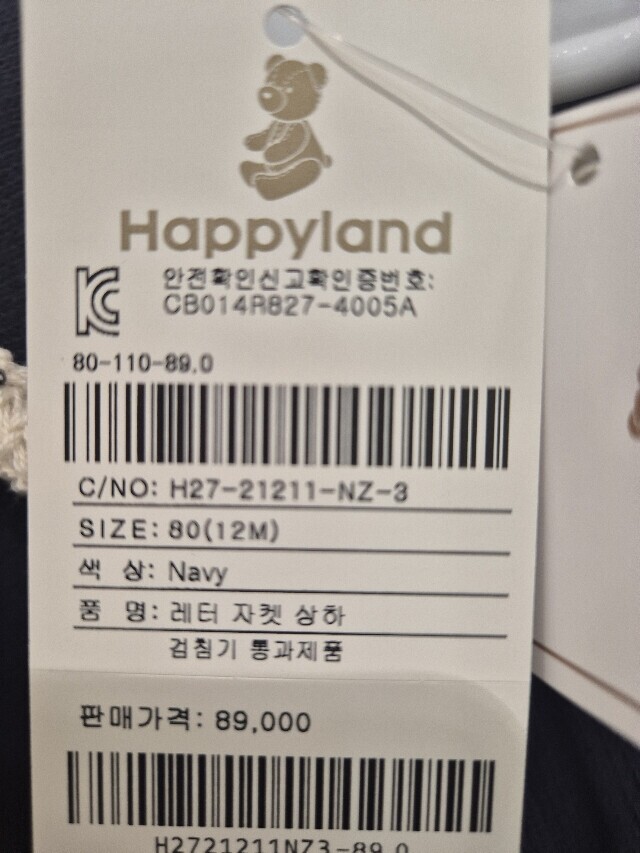 Happyland
안전확인신고확인증번호:
CB014R827-4005A
80-110-89.0
C/NO: H27-21211-NZ-3
SIZE: 80(12M)
색 상: Navy
품 명: 레터 자켓 상하
검침기 통과제품
판매가격: 89,000
H2721211NZ3-89.0